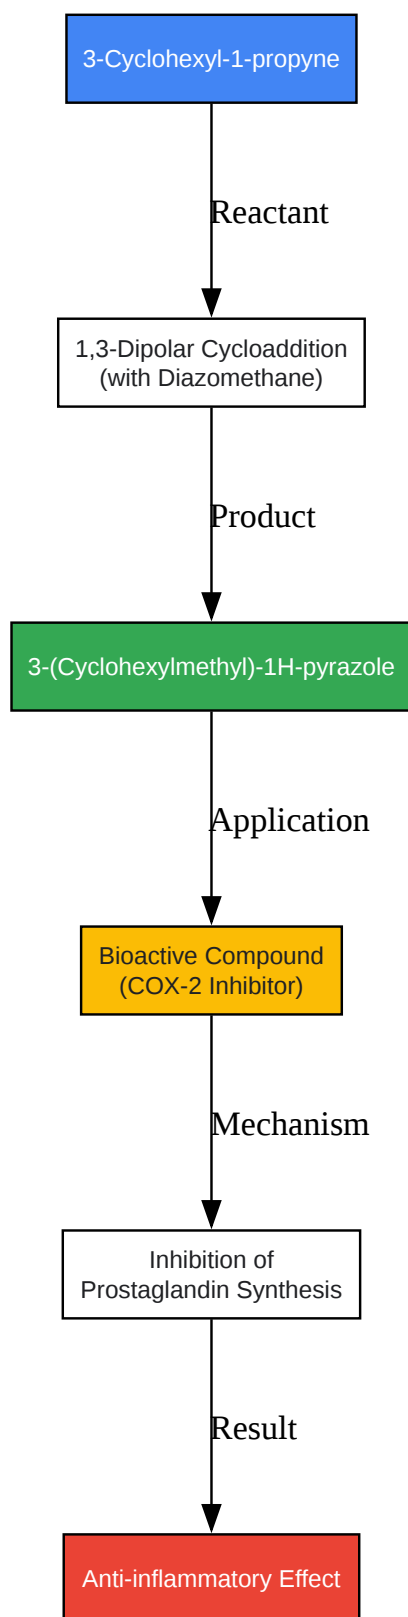 3-Cyclohexyl-1-propyne
Reactant
1,3-Dipolar Cycloaddition
(with Diazomethane)
Product
3-(Cyclohexylmethyl)-1H-pyrazole
Application
Bioactive Compound
(COX-2 Inhibitor)
Mechanism
Inhibition of
Prostaglandin Synthesis
Result
Anti-inflammatory Effect